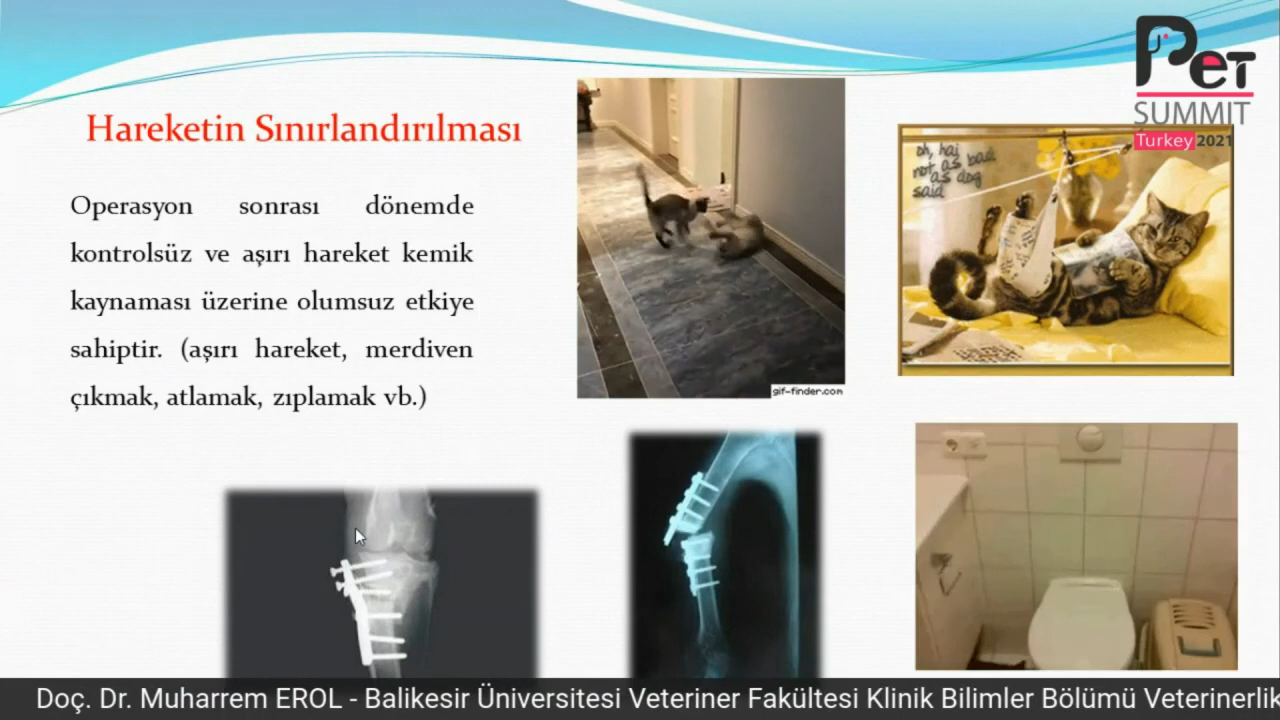 PeT
SUMMIT
Turkey 2021
Hareketin Sınırlandırılması
Operasyon sonrası dönemde
kontrolsüz ve aşırı hareket kemik
kaynaması üzerine olumsuz etkiye
sahiptir. (aşırı hareket, merdiven
çıkmak, atlamak, zıplamak vb.)
gif-finder.com
oh, hai
not as bad
as dog
said
Doç. Dr. Muharrem EROL - Balikesir Üniversitesi Veteriner Fakültesi Klinik Bilimler Bölümü Veterinerlik